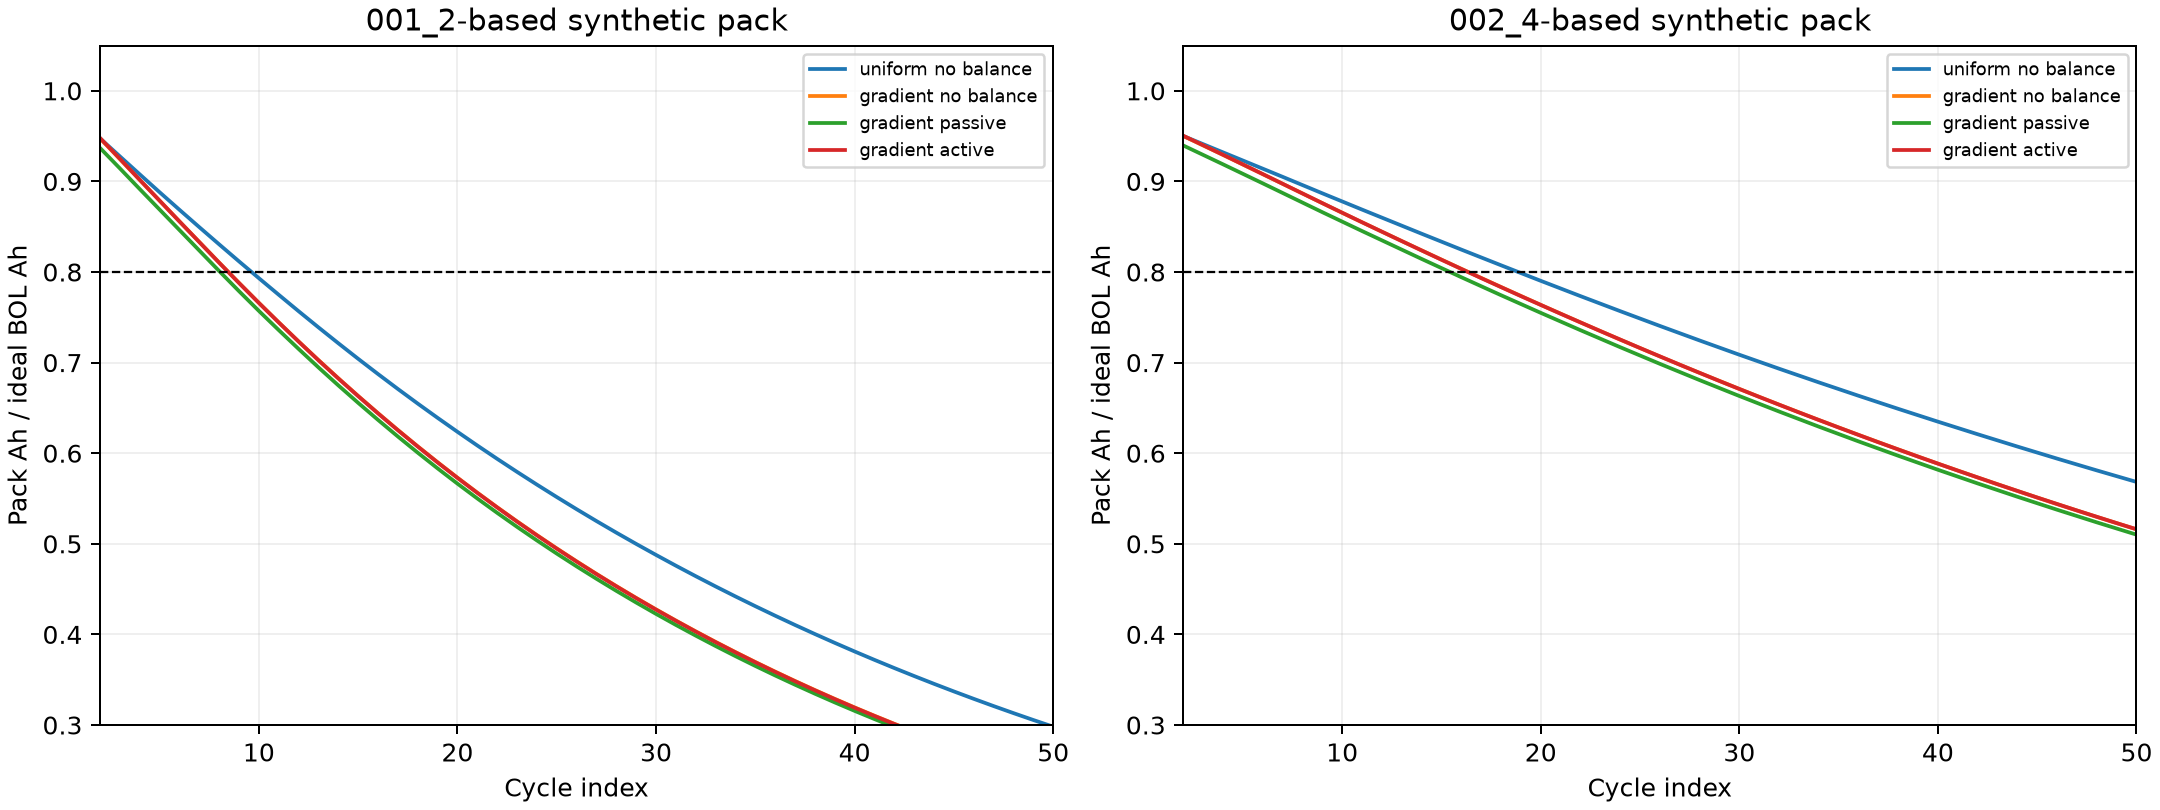 001_2-based synthetic pack
uniform no balance
gradient no balance
gradient passive
gradient active
1.0
0.9
0.8
0.7
0.6
0.5
0.4
0.3
Pack Ah / ideal BOL Ah
10 20 30 40 50
Cycle index
002_4-based synthetic pack
uniform no balance
gradient no balance
gradient passive
gradient active
1.0
0.9
0.8
0.7
0.6
0.5
0.4
0.3
Pack Ah / ideal BOL Ah
10 20 30 40 50
Cycle index